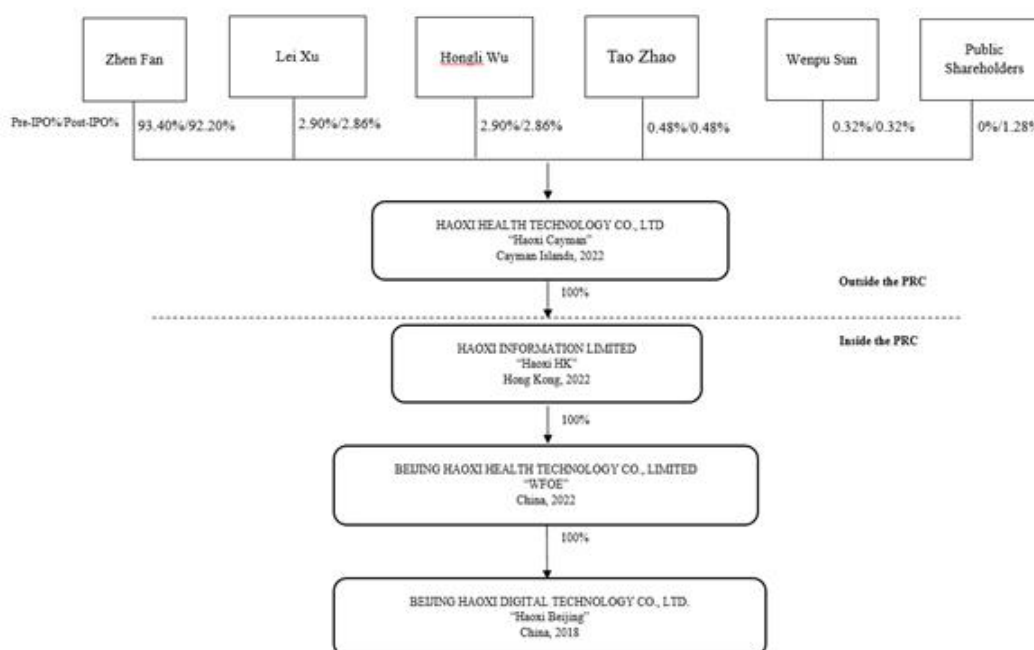 Zhen Fan
Lei Xu
Hongli Wu
Tao Zhao
Wenpu Sun
Public
Shareholders
Pre-IPO%/Post-IPO%
93.40%/92.20%
2.90%/2.86%
2.90%/2.86%
0.48%/0.48%
0.32%/0.32%
0%/1.28%
HAOXI HEALTH TECHNOLOGY CO., LTD
“Haoxi Cayman”
Cayman Islands, 2022
100%
Outside the PRC
Inside the PRC
HAOXI INFORMATION LIMITED
“Haoxi HK”
Hong Kong, 2022
100%
BEIJING HAOXI HEALTH TECHNOLOGY CO., LIMITED
“WFOE”
China, 2022
100%
BEIJING HAOXI DIGITAL TECHNOLOGY CO., LTD.
“Haoxi Beijing”
China, 2018